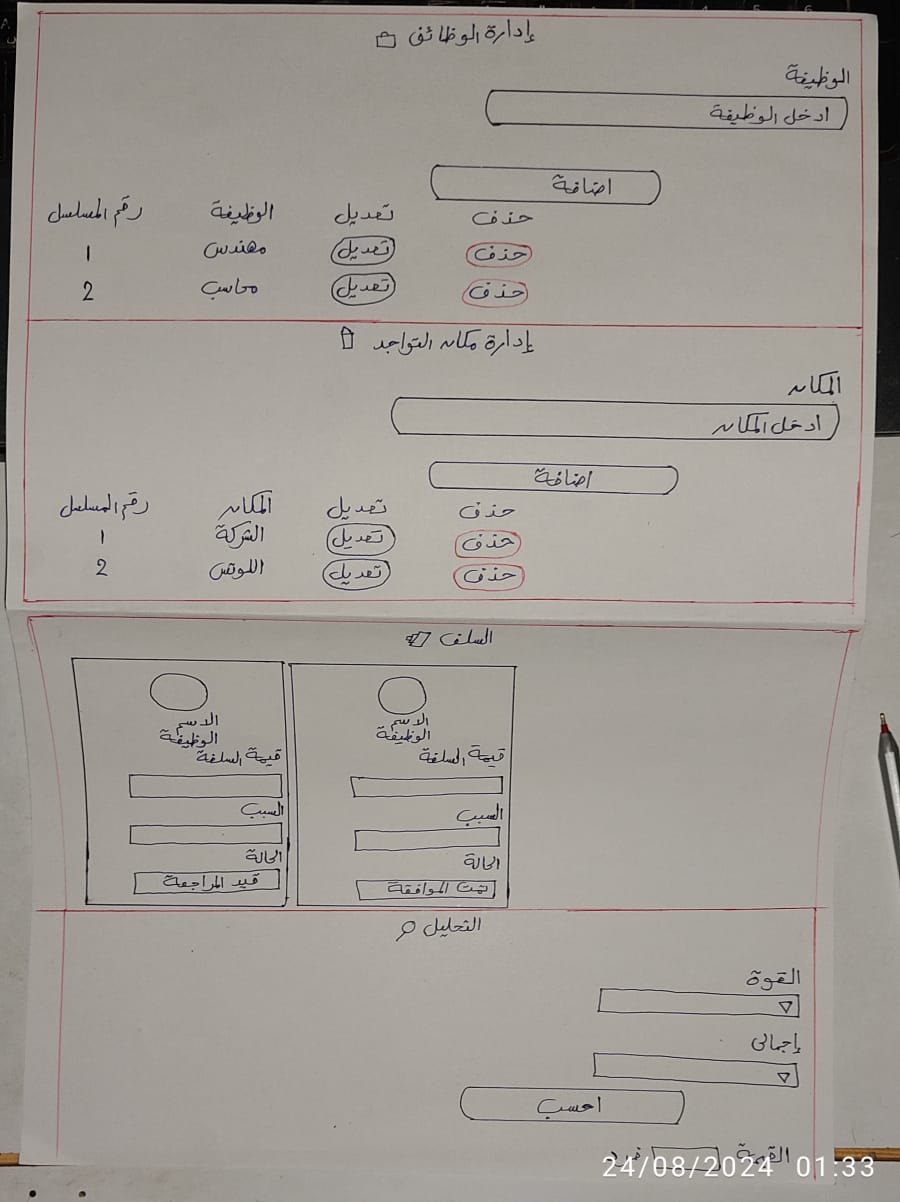 إدارة الوظائف
الوظيفة
ادخل الوظيفة
اضافة
حذف تعديل الوظيفة رقم المسلسل
حذف تعديل مهندس 1
حذف تعديل محاسب 2
إدارة مكان التواجد
المكان
ادخل المكان
اضافة
حذف تعديل المكان رقم المسلسل
حذف تعديل الشركة 1
حذف تعديل اللوتس 2
السلف
الاسم
الوظيفة
قيمة السلفة
السبب
الحالة
تمت الموافقة
الاسم
الوظيفة
قيمة السلفة
السبب
الحالة
قيد المراجعة
التحليل
القوة
إجمالى
احسب
القيمة فرد
24/08/2024 01:33